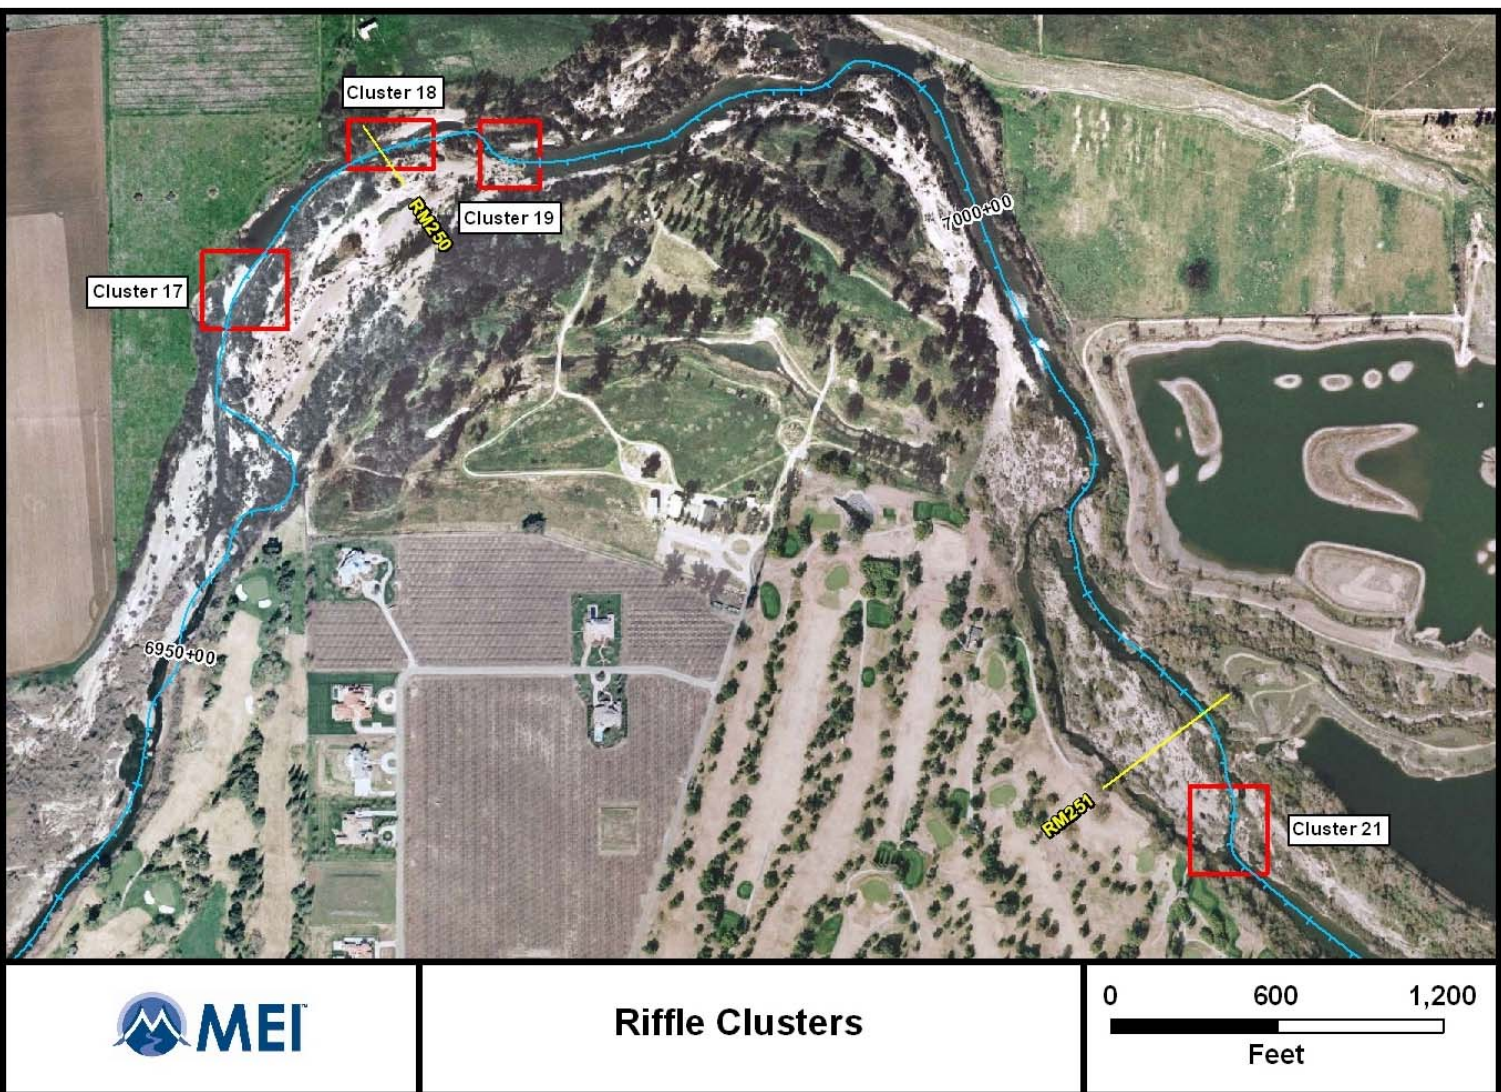 Cluster 18
Cluster 19
RM250
7000+00
Cluster 17
6950+00
RM251
Cluster 21
MEI™
Riffle Clusters
0 600 1,200
Feet